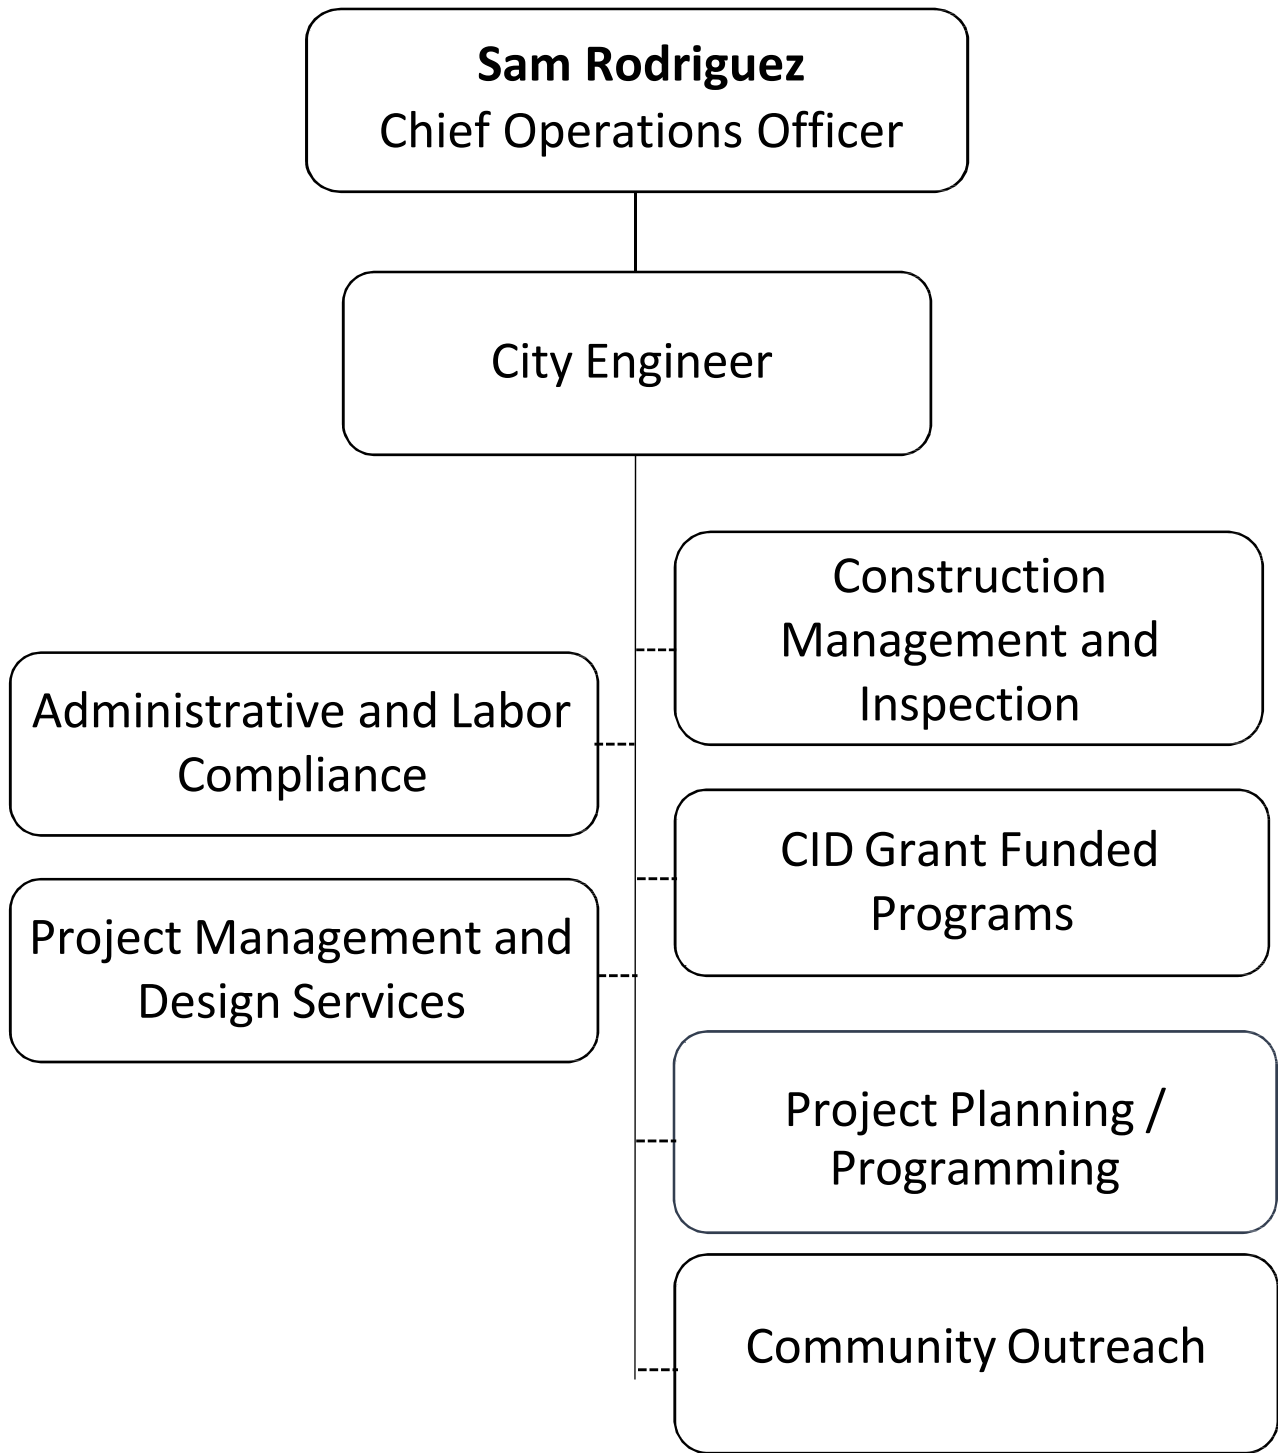 Sam Rodriguez
Chief Operations Officer
City Engineer
Construction
Management and
Inspection
Administrative and Labor
Compliance
CID Grant Funded
Programs
Project Management and
Design Services
Project Planning /
Programming
Community Outreach